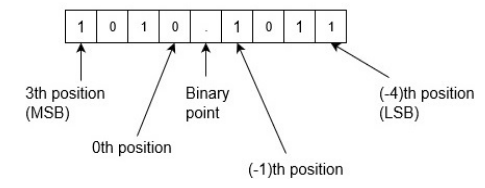 1 0 1 0 . 1 0 1 1
3th position
(MSB)
Binary
point
(-4)th position
(LSB)
0th position
(-1)th position